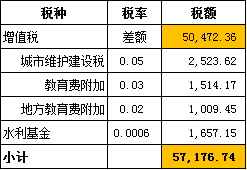 税种 税率 税额
增值税 差额 50,472.36
城市维护建设税 0.05 2,523.62
教育费附加 0.03 1,514.17
地方教育费附加 0.02 1,009.45
水利基金 0.0006 1,657.15
小计 57,176.74